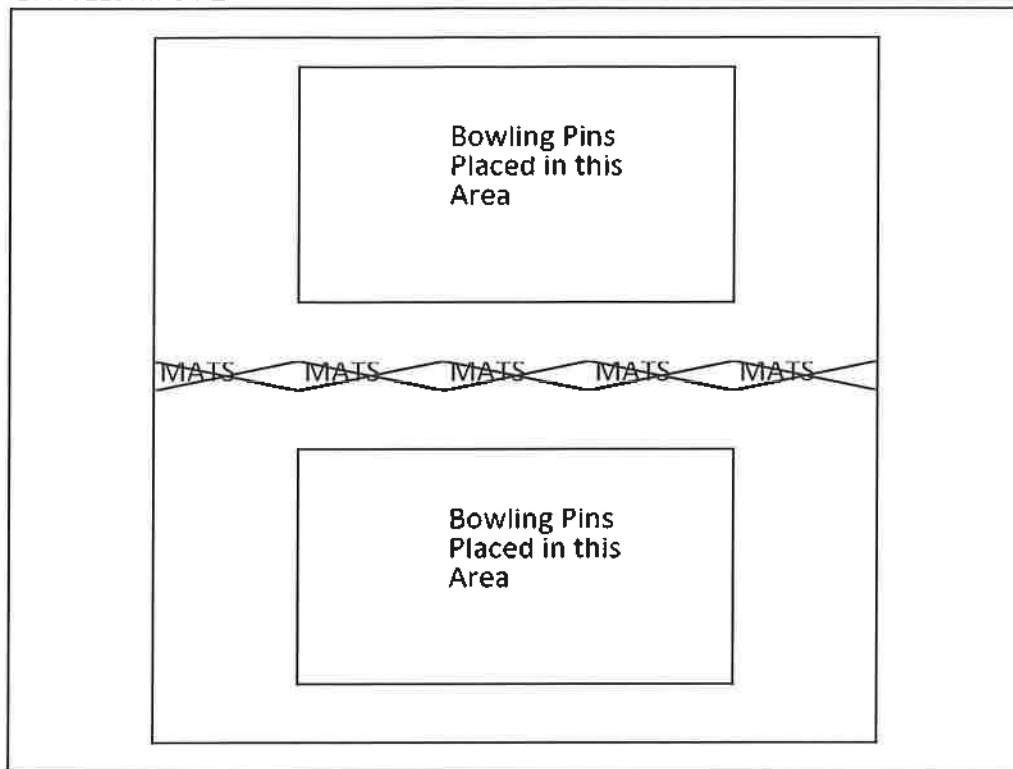 Bowling Pins
Placed in this
Area
MATS MATS MATS MATS MATS
Bowling Pins
Placed in this
Area